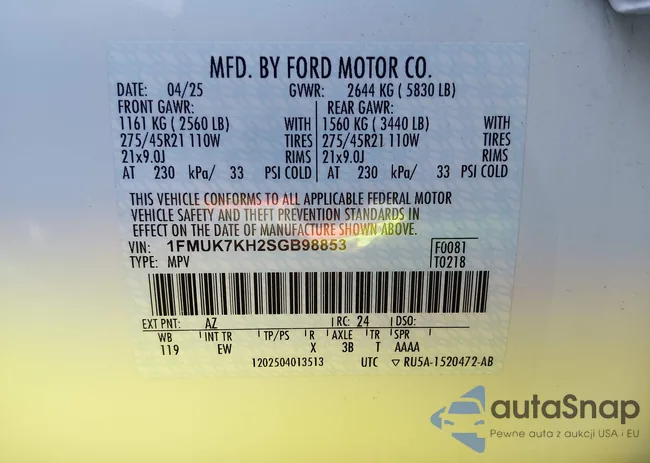 MFD. BY FORD MOTOR CO.
DATE: 04/25 GVWR: 2644 KG ( 5830 LB)
FRONT GAWR: REAR GAWR:
1161 KG ( 2560 LB) WITH 1560 KG ( 3440 LB) WITH
275/45R21 110W TIRES 275/45R21 110W TIRES
21x9.0J RIMS 21x9.0J RIMS
AT 230 kPa/ 33 PSI COLD AT 230 kPa/ 33 PSI COLD
THIS VEHICLE CONFORMS TO ALL APPLICABLE FEDERAL MOTOR
VEHICLE SAFETY AND THEFT PREVENTION STANDARDS IN
EFFECT ON THE DATE OF MANUFACTURE SHOWN ABOVE.
VIN: 1FMUK7KH2SGB98853 F0081
TYPE: MPV T0218
EXT PNT: AZ RC: 24 DSO:
WB INT TR TP/PS R AXLE TR SPR
119 EW X 3B T AAAA
1202504013513 UTC ▽ RU5A-1520472-AB
autaSnap
Pewne auta z aukcji USA i EU